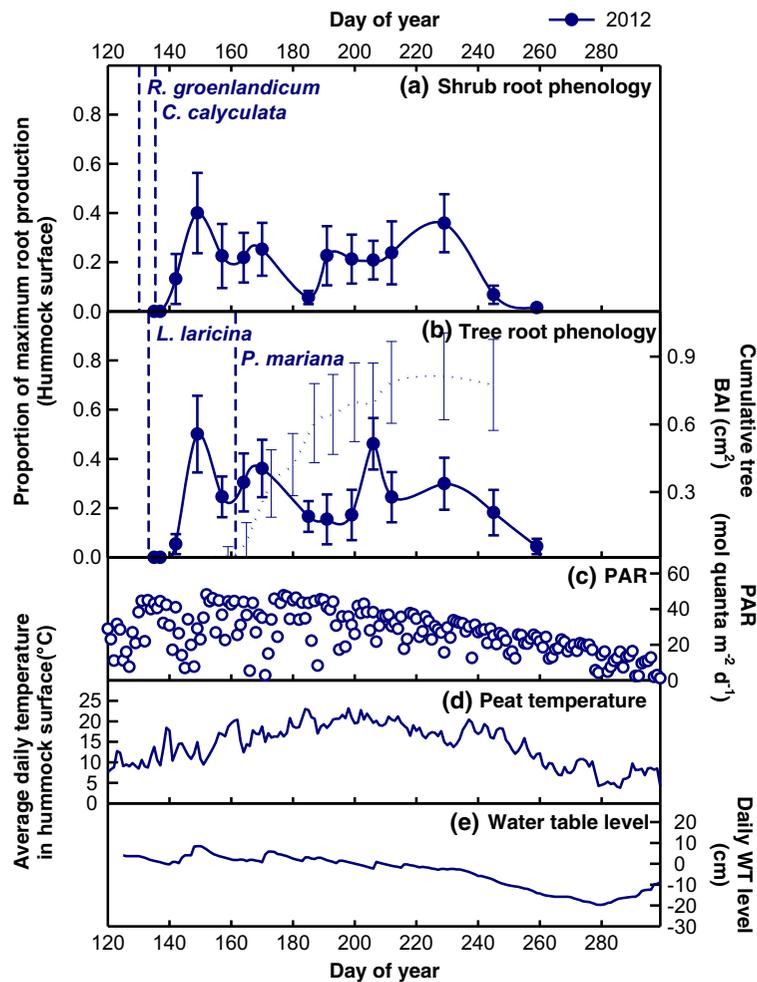 Day of year
2012
120 140 160 180 200 220 240 260 280
R. groenlandicum
C. calyculata
(a) Shrub root phenology
0.8
0.6
0.4
0.2
0.0
Proportion of maximum root production
(Hummock surface)
L. laricina
P. mariana
(b) Tree root phenology
0.8
0.6
0.4
0.2
0.0
0.9
0.6
0.3
Cumulative tree
BAI (cm2)
(c) PAR
60
40
20
0
PAR
(mol quanta m-2 d-1)
Average daily temperature
in hummock surface(°C)
(d) Peat temperature
25
20
15
10
5
0
(e) Water table level
20
10
0
-10
-20
-30
Daily WT level
(cm)
120 140 160 180 200 220 240 260 280
Day of year